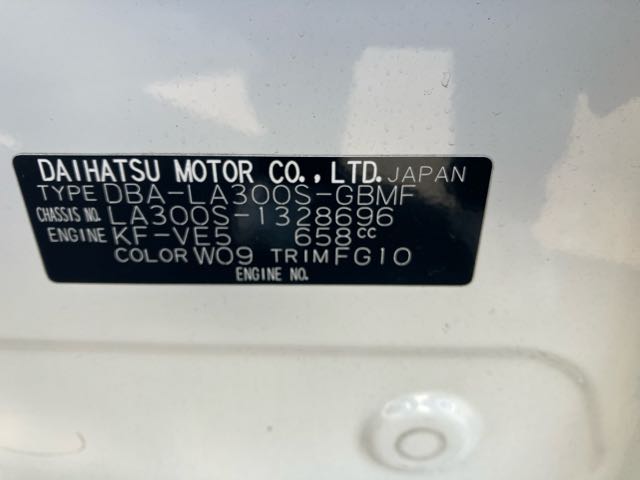 DAIHATSU MOTOR CO., LTD. JAPAN
TYPE DBA-LA300S-GBMF
CHASSIS NO. LA300S-1328696
ENGINE KF-VE5 658cc
COLOR W09 TRIM FG10
ENGINE NO.